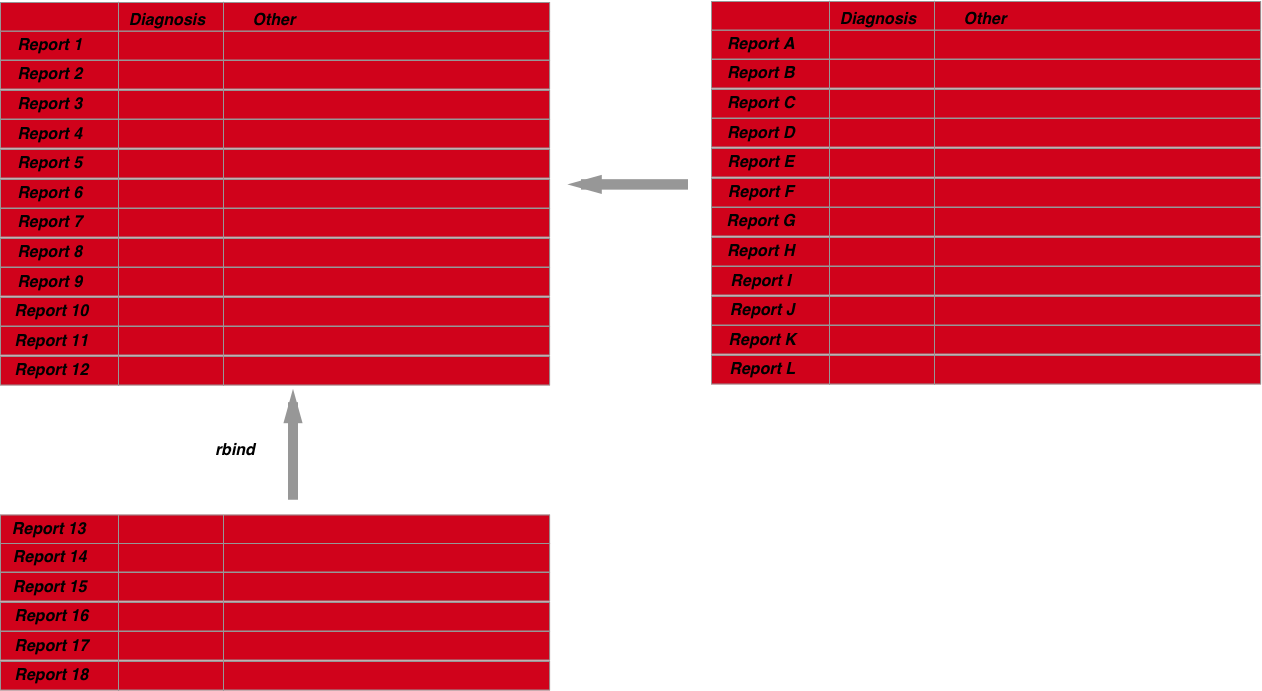 Diagnosis Other
Report 1
Report 2
Report 3
Report 4
Report 5
Report 6
Report 7
Report 8
Report 9
Report 10
Report 11
Report 12
Diagnosis Other
Report A
Report B
Report C
Report D
Report E
Report F
Report G
Report H
Report I
Report J
Report K
Report L
rbind
Report 13
Report 14
Report 15
Report 16
Report 17
Report 18